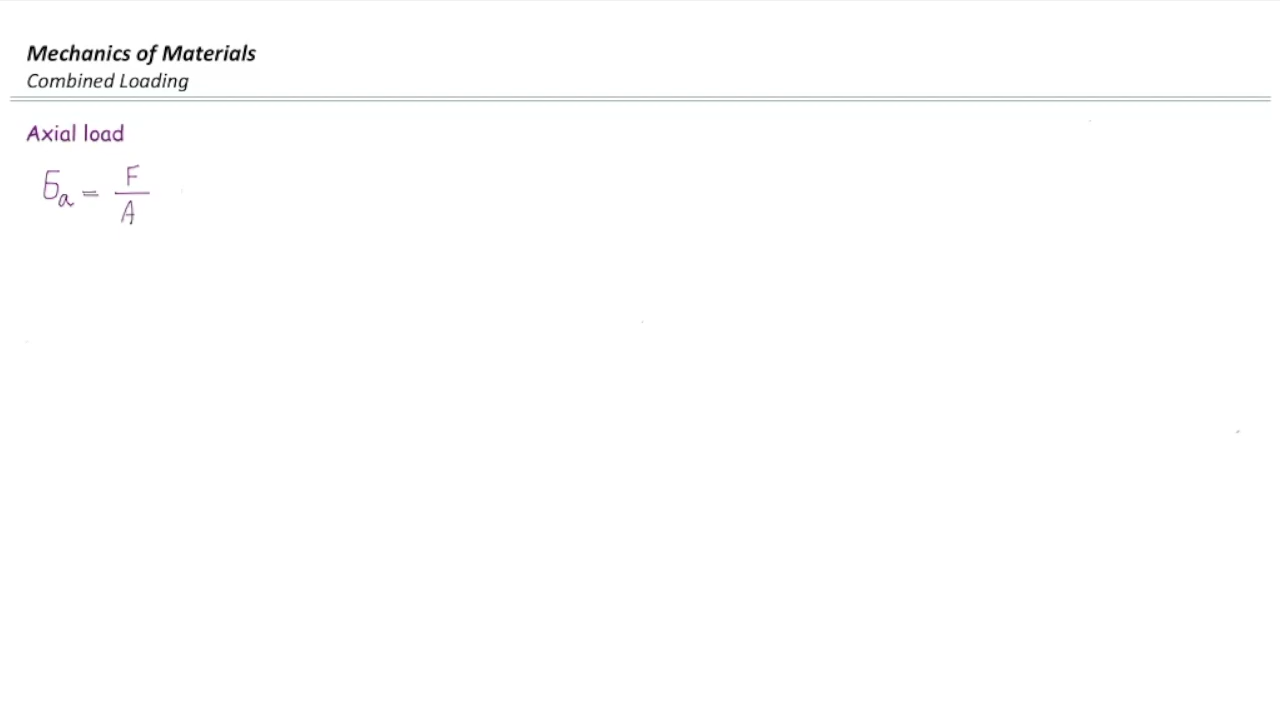 Mechanics of Materials
Combined Loading
Axial load
σₐ = F/A